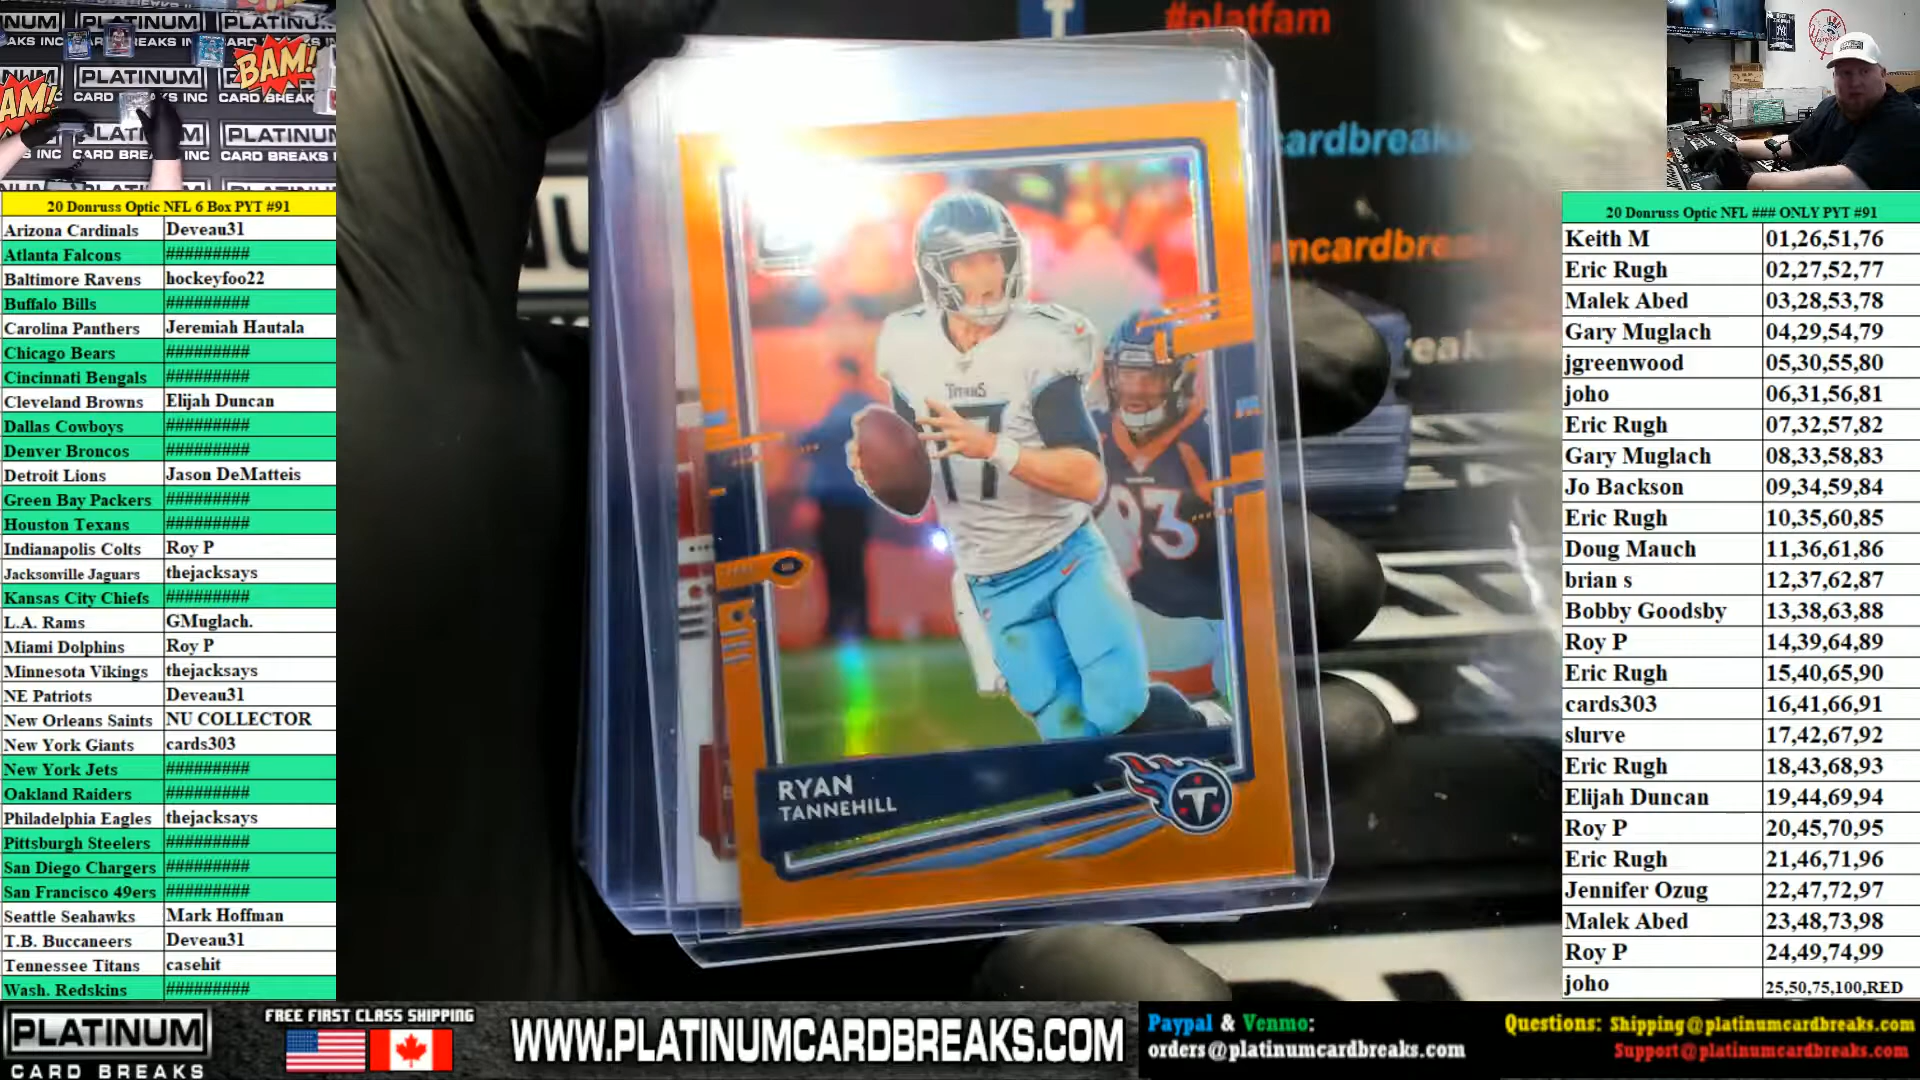 PLATINUM
CARD BREAKS INC
BAM!
20 Donruss Optic NFL 6 Box PYT #91
Arizona Cardinals Deveau31
Atlanta Falcons #########
Baltimore Ravens hockeyfoo22
Buffalo Bills #########
Carolina Panthers Jeremiah Hautala
Chicago Bears #########
Cincinnati Bengals #########
Cleveland Browns Elijah Duncan
Dallas Cowboys #########
Denver Broncos #########
Detroit Lions Jason DeMatteis
Green Bay Packers #########
Houston Texans #########
Indianapolis Colts Roy P
Jacksonville Jaguars thejacksays
Kansas City Chiefs #########
L.A. Rams GMuglach.
Miami Dolphins Roy P
Minnesota Vikings thejacksays
NE Patriots Deveau31
New Orleans Saints NU COLLECTOR
New York Giants cards303
New York Jets #########
Oakland Raiders #########
Philadelphia Eagles thejacksays
Pittsburgh Steelers #########
San Diego Chargers #########
San Francisco 49ers #########
Seattle Seahawks Mark Hoffman
T.B. Buccaneers Deveau31
Tennessee Titans casehit
Wash. Redskins #########
#platfam
cardbreaks
mcardbrea
TITANS
17
93
RYAN
TANNEHILL
T
20 Donruss Optic NFL ### ONLY PYT #91
Keith M 01,26,51,76
Eric Rugh 02,27,52,77
Malek Abed 03,28,53,78
Gary Muglach 04,29,54,79
jgreenwood 05,30,55,80
joho 06,31,56,81
Eric Rugh 07,32,57,82
Gary Muglach 08,33,58,83
Jo Backson 09,34,59,84
Eric Rugh 10,35,60,85
Doug Mauch 11,36,61,86
brian s 12,37,62,87
Bobby Goodsby 13,38,63,88
Roy P 14,39,64,89
Eric Rugh 15,40,65,90
cards303 16,41,66,91
slurve 17,42,67,92
Eric Rugh 18,43,68,93
Elijah Duncan 19,44,69,94
Roy P 20,45,70,95
Eric Rugh 21,46,71,96
Jennifer Ozug 22,47,72,97
Malek Abed 23,48,73,98
Roy P 24,49,74,99
joho 25,50,75,100,RED
PLATINUM
CARD BREAKS
FREE FIRST CLASS SHIPPING
WWW.PLATINUMCARDBREAKS.COM
Paypal & Venmo:
orders@platinumcardbreaks.com
Questions: Shipping@platinumcardbreaks.com
Support@platinumcardbreaks.com